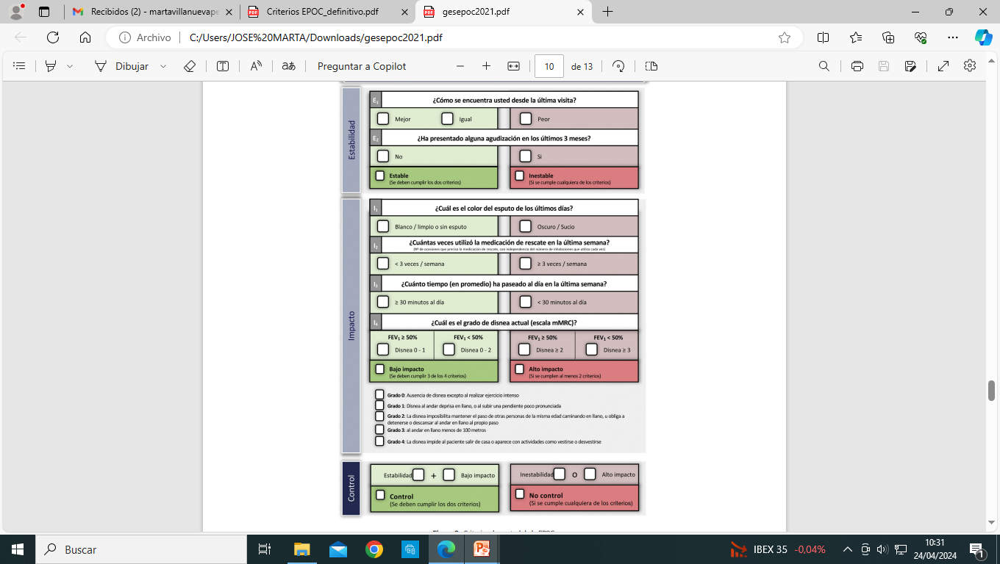 Recibidos (2) - martavillanuevape
Criterios EPOC_definitivo.pdf
gesepoc2021.pdf
Archivo
C:/Users/JOSE%20MARTA/Downloads/gesepoc2021.pdf
Dibujar
Preguntar a Copilot
10
de 13
Estabilidad
E1
¿Cómo se encuentra usted desde la última visita?
Mejor
Igual
Peor
E2
¿Ha presentado alguna agudización en los últimos 3 meses?
No
Si
Estable
(Se deben cumplir los dos criterios)
Inestable
(Si se cumple cualquiera de los criterios)
Impacto
I1
¿Cuál es el color del esputo de los últimos días?
Blanco / limpio o sin esputo
Oscuro / Sucio
I2
¿Cuántas veces utilizó la medicación de rescate en la última semana?
(Nº de ocasiones que precisa la medicación de rescate, con independencia del número de inhalaciones que utiliza cada vez)
< 3 veces / semana
≥ 3 veces / semana
I3
¿Cuánto tiempo (en promedio) ha paseado al día en la última semana?
≥ 30 minutos al día
< 30 minutos al día
I4
¿Cuál es el grado de disnea actual (escala mMRC)?
FEV1 ≥ 50%
FEV1 < 50%
FEV1 ≥ 50%
FEV1 < 50%
Disnea 0 - 1
Disnea 0 - 2
Disnea ≥ 2
Disnea ≥ 3
Bajo impacto
(Se deben cumplir 3 de los 4 criterios)
Alto impacto
(Si se cumplen al menos 2 criterios)
Grado 0: Ausencia de disnea excepto al realizar ejercicio intenso
Grado 1: Disnea al andar deprisa en llano, o al subir una pendiente poco pronunciada
Grado 2: La disnea imposibilita mantener el paso de otras personas de la misma edad caminando en llano, u obliga a
detenerse o descansar al andar en llano al propio paso
Grado 3: al andar en llano menos de 100 metros
Grado 4: La disnea impide al paciente salir de casa o aparece con actividades como vestirse o desvestirse
Control
Estabilidad + Bajo impacto
Inestabilidad O Alto impacto
Control
(Se deben cumplir los dos criterios)
No control
(Si se cumple cualquiera de los criterios)
Buscar
IBEX 35 -0,04%
10:31
24/04/2024
1